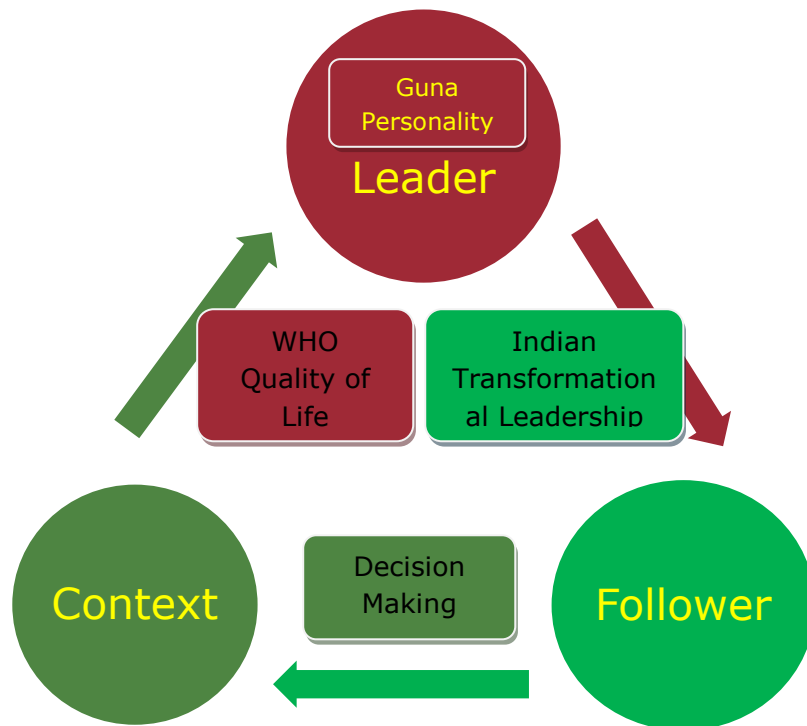 Guna
Personality
Leader
WHO
Quality of
Life
Indian
Transformation
al Leadership
Context
Decision
Making
Follower